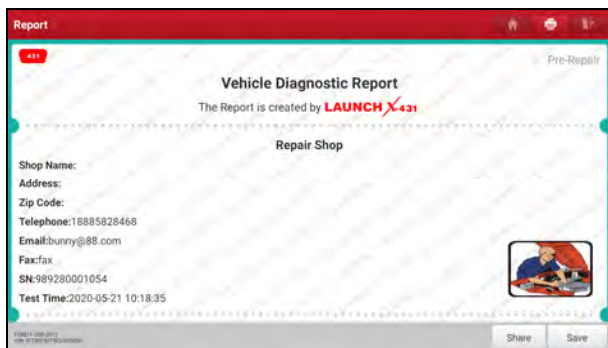 Report
431
Pre-Repair
Vehicle Diagnostic Report
The Report is created by LAUNCH X431
Repair Shop
Shop Name:
Address:
Zip Code:
Telephone:18885828468
Email:bunny@88.com
Fax:fax
SN:989280001054
Test Time:2020-05-21 10:18:35
Share
Save